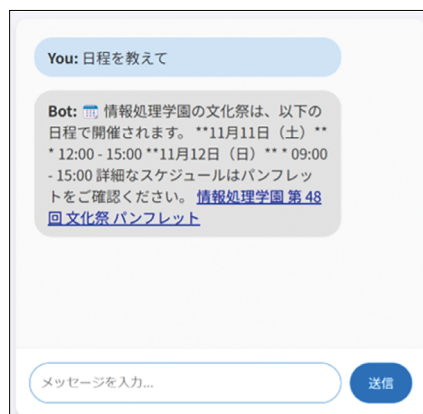 You: 日程を教えて
Bot: 🗓️ 情報処理学園の文化祭は、以下の
日程で開催されます。 **11月11日（土）**
* 12:00 - 15:00 **11月12日（日）** * 09:00
- 15:00 詳細なスケジュールはパンフレッ
トをご確認ください。 情報処理学園 第 48
回 文化祭 パンフレット
メッセージを入力...
送信